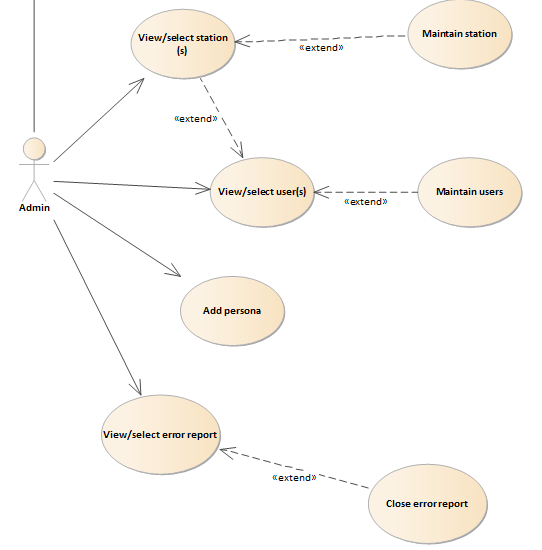 View/select station
(s)
«extend»
Maintain station
«extend»
Admin
View/select user(s)
«extend»
Maintain users
Add persona
View/select error report
«extend»
Close error report